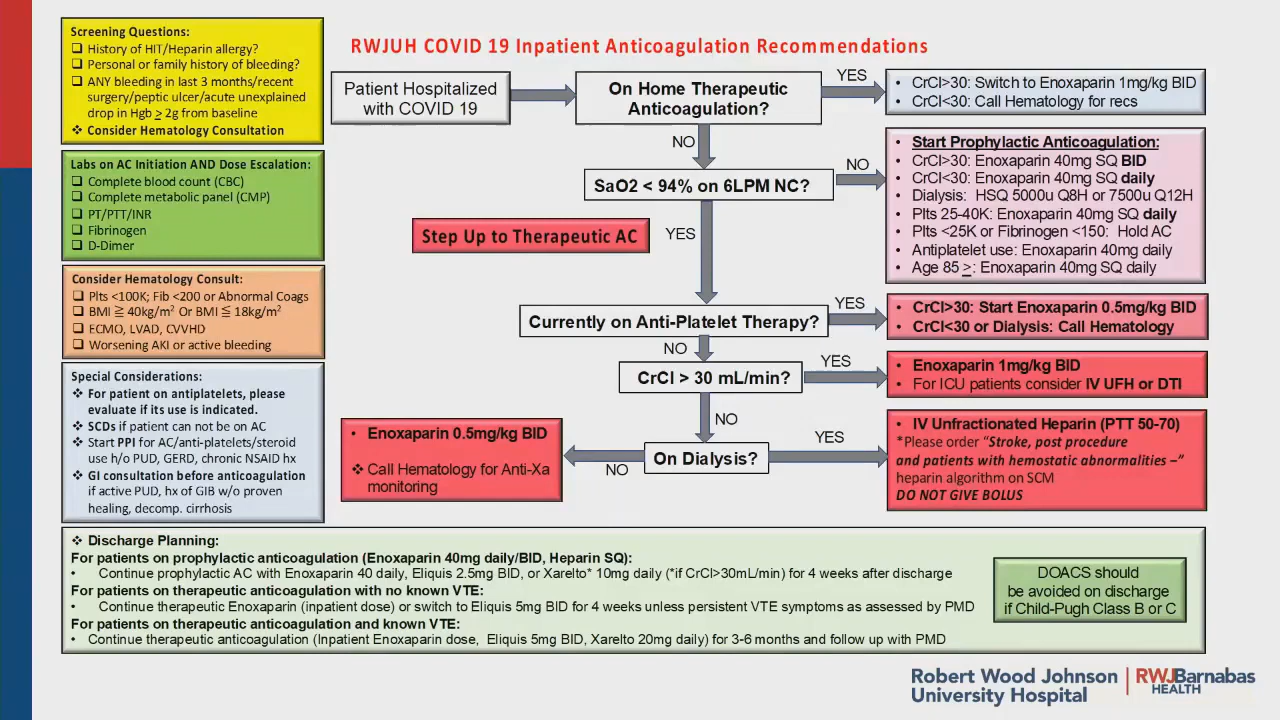 Screening Questions:
❑ History of HIT/Heparin allergy?
❑ Personal or family history of bleeding?
❑ ANY bleeding in last 3 months/recent
surgery/peptic ulcer/acute unexplained
drop in Hgb ≥ 2g from baseline
❖ Consider Hematology Consultation
Labs on AC Initiation AND Dose Escalation:
❑ Complete blood count (CBC)
❑ Complete metabolic panel (CMP)
❑ PT/PTT/INR
❑ Fibrinogen
❑ D-Dimer
Consider Hematology Consult:
❑ Plts <100K; Fib <200 or Abnormal Coags
❑ BMI ≧ 40kg/m² Or BMI ≦ 18kg/m²
❑ ECMO, LVAD, CVVHD
❑ Worsening AKI or active bleeding
Special Considerations:
❖ For patient on antiplatelets, please
evaluate if its use is indicated.
❖ SCDs if patient can not be on AC
❖ Start PPI for AC/anti-platelets/steroid
use h/o PUD, GERD, chronic NSAID hx
❖ GI consultation before anticoagulation
if active PUD, hx of GIB w/o proven
healing, decomp. cirrhosis
RWJUH COVID 19 Inpatient Anticoagulation Recommendations
Patient Hospitalized
with COVID 19
On Home Therapeutic
Anticoagulation?
YES
• CrCl>30: Switch to Enoxaparin 1mg/kg BID
• CrCl<30: Call Hematology for recs
NO
SaO2 < 94% on 6LPM NC?
NO
• Start Prophylactic Anticoagulation:
• CrCl>30: Enoxaparin 40mg SQ BID
• CrCl<30: Enoxaparin 40mg SQ daily
• Dialysis: HSQ 5000u Q8H or 7500u Q12H
• Plts 25-40K: Enoxaparin 40mg SQ daily
• Plts <25K or Fibrinogen <150: Hold AC
• Antiplatelet use: Enoxaparin 40mg daily
• Age 85 >: Enoxaparin 40mg SQ daily
Step Up to Therapeutic AC
YES
Currently on Anti-Platelet Therapy?
YES
• CrCl>30: Start Enoxaparin 0.5mg/kg BID
• CrCl<30 or Dialysis: Call Hematology
NO
CrCl > 30 mL/min?
YES
• Enoxaparin 1mg/kg BID
• For ICU patients consider IV UFH or DTI
NO
On Dialysis?
YES
• IV Unfractionated Heparin (PTT 50-70)
*Please order “Stroke, post procedure
and patients with hemostatic abnormalities –”
heparin algorithm on SCM
DO NOT GIVE BOLUS
NO
• Enoxaparin 0.5mg/kg BID
❖ Call Hematology for Anti-Xa
monitoring
❖ Discharge Planning:
For patients on prophylactic anticoagulation (Enoxaparin 40mg daily/BID, Heparin SQ):
• Continue prophylactic AC with Enoxaparin 40 daily, Eliquis 2.5mg BID, or Xarelto* 10mg daily (*if CrCl>30mL/min) for 4 weeks after discharge
For patients on therapeutic anticoagulation with no known VTE:
• Continue therapeutic Enoxaparin (inpatient dose) or switch to Eliquis 5mg BID for 4 weeks unless persistent VTE symptoms as assessed by PMD
For patients on therapeutic anticoagulation and known VTE:
• Continue therapeutic anticoagulation (Inpatient Enoxaparin dose, Eliquis 5mg BID, Xarelto 20mg daily) for 3-6 months and follow up with PMD
DOACS should
be avoided on discharge
if Child-Pugh Class B or C
Robert Wood Johnson
University Hospital
RWJBarnabas
HEALTH